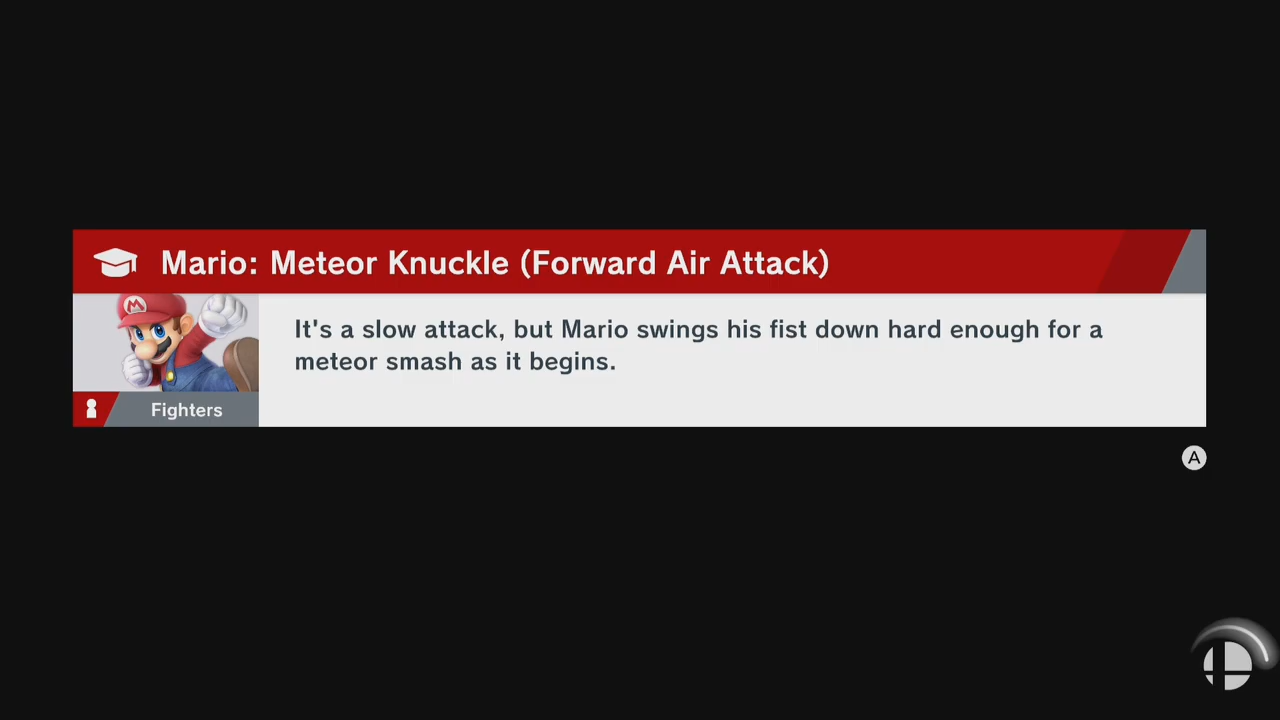 Mario: Meteor Knuckle (Forward Air Attack)
M
It's a slow attack, but Mario swings his fist down hard enough for a
meteor smash as it begins.
Fighters
A